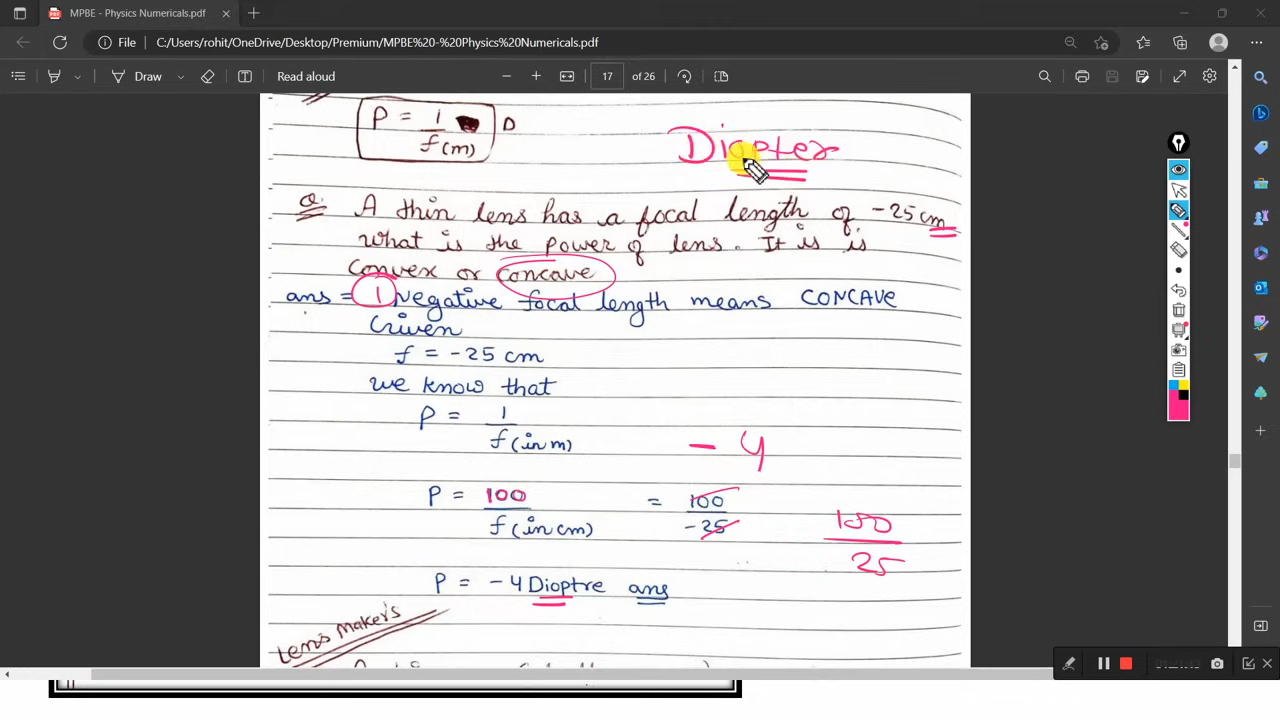 MPBE - Physics Numericals.pdf
File C:/Users/rohit/OneDrive/Desktop/Premium/MPBE%20-%20Physics%20Numericals.pdf
Draw Read aloud 17 of 26
P = 1 D
f(m)
Diopter
Q. A thin lens has a focal length of -25cm
what is the power of lens. It is is
convex or concave
ans = 1 Negative focal length means CONCAVE
Given
f = -25 cm
we know that
P = 1
f(in m)
- 4
P = 100 = 100
f(in cm) -25
100
25
P = -4 Dioptre ans
Lens Maker's